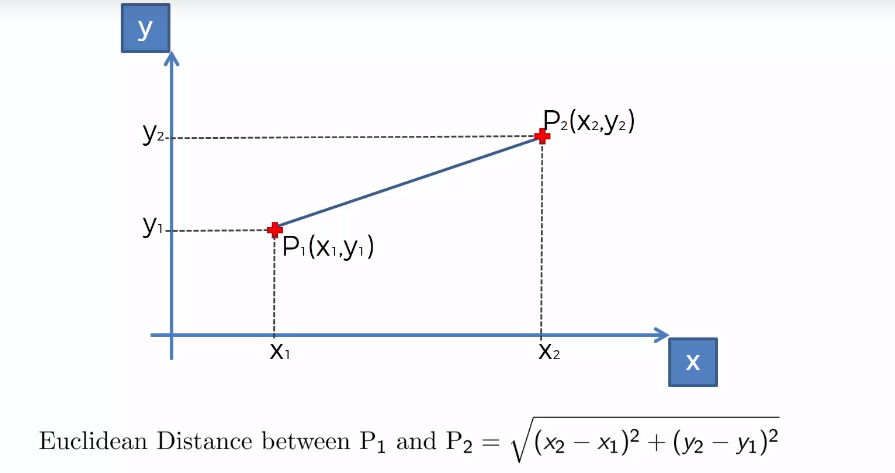 y
y₂
P₂(x₂,y₂)
y₁
P₁(x₁,y₁)
x₁
x₂
x
Euclidean Distance between P₁ and P₂ = √(x₂ − x₁)² + (y₂ − y₁)²